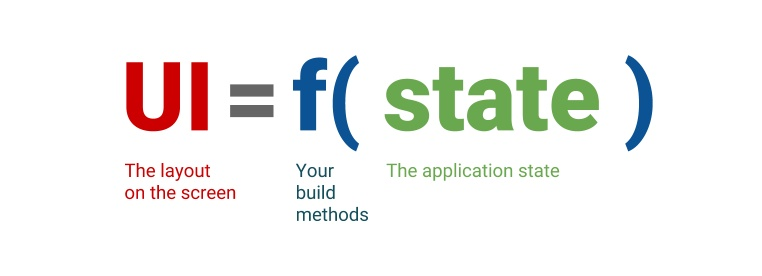 UI = f( state )
The layout
on the screen
Your
build
methods
The application state